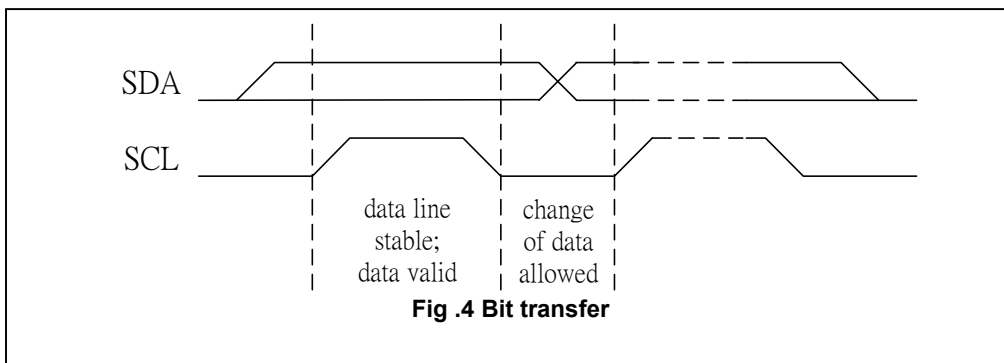 SDA
SCL
data line
stable;
data valid
change
of data
allowed
Fig .4 Bit transfer